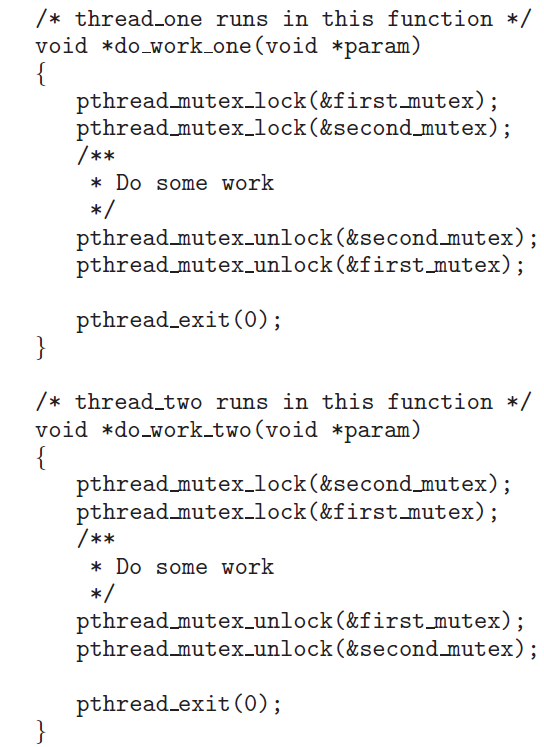 /* thread_one runs in this function */
void *do_work_one(void *param)
{
pthread_mutex_lock(&first_mutex);
pthread_mutex_lock(&second_mutex);
/**
* Do some work
*/
pthread_mutex_unlock(&second_mutex);
pthread_mutex_unlock(&first_mutex);
pthread_exit(0);
}
/* thread_two runs in this function */
void *do_work_two(void *param)
{
pthread_mutex_lock(&second_mutex);
pthread_mutex_lock(&first_mutex);
/**
* Do some work
*/
pthread_mutex_unlock(&first_mutex);
pthread_mutex_unlock(&second_mutex);
pthread_exit(0);
}